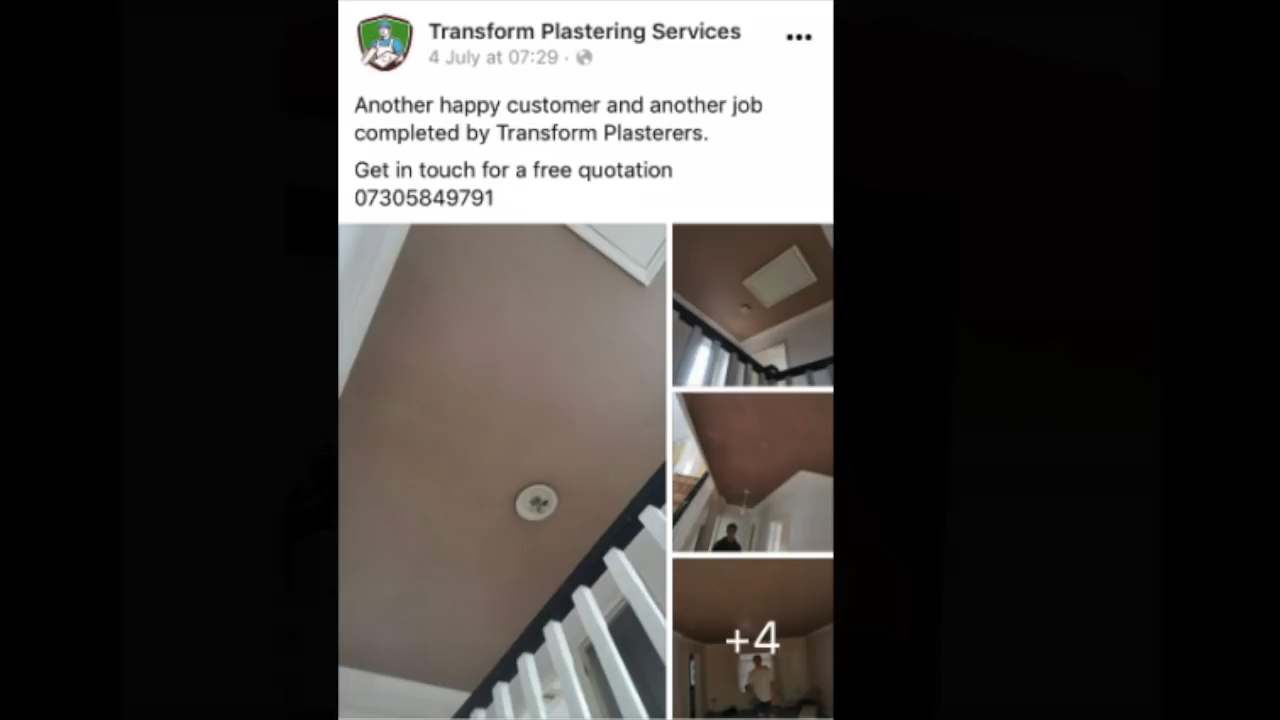 Transform Plastering Services
4 July at 07:29 ·
Another happy customer and another job
completed by Transform Plasterers.
Get in touch for a free quotation
07305849791
+4